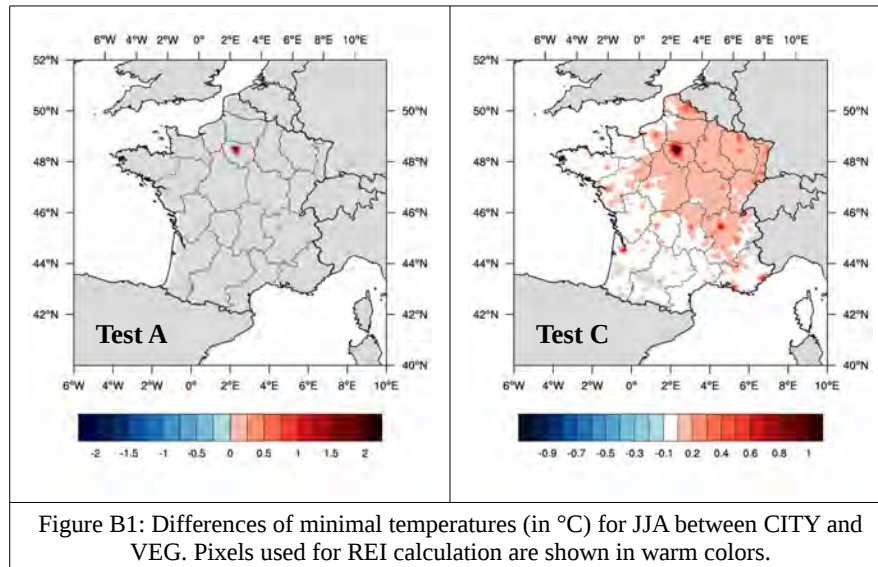 6°W 4°W 2°W 0° 2°E 4°E 6°E 8°E 10°E
52°N
50°N
48°N
46°N
44°N
42°N
40°N
Test A
6°W 4°W 2°W 0° 2°E 4°E 6°E 8°E 10°E
-2 -1.5 -1 -0.5 0 0.5 1 1.5 2
6°W 4°W 2°W 0° 2°E 4°E 6°E 8°E 10°E
52°N
50°N
48°N
46°N
44°N
42°N
40°N
Test C
6°W 4°W 2°W 0° 2°E 4°E 6°E 8°E 10°E
52°N
50°N
48°N
46°N
44°N
42°N
40°N
-0.9 -0.7 -0.5 -0.3 -0.1 0.2 0.4 0.6 0.8 1
Figure B1: Differences of minimal temperatures (in °C) for JJA between CITY and
VEG. Pixels used for REI calculation are shown in warm colors.